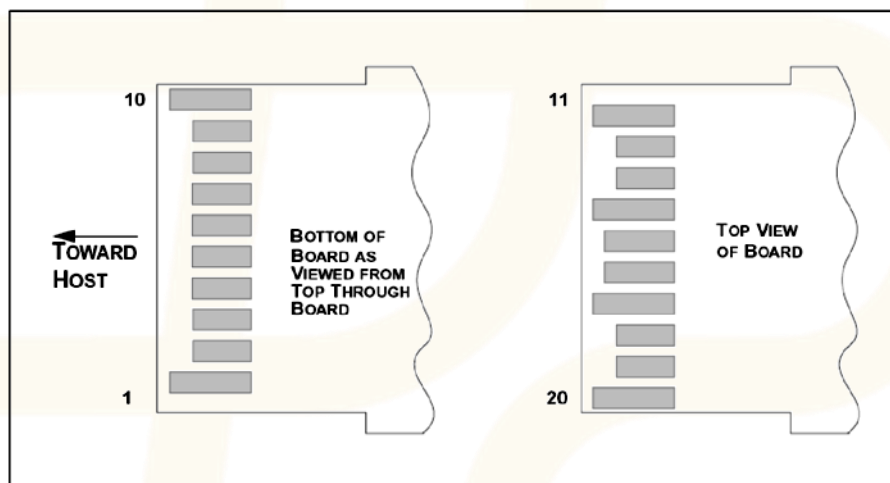 10
TOWARD
HOST
1
BOTTOM OF
BOARD AS
VIEWED FROM
TOP THROUGH
BOARD
11
20
TOP VIEW
OF BOARD